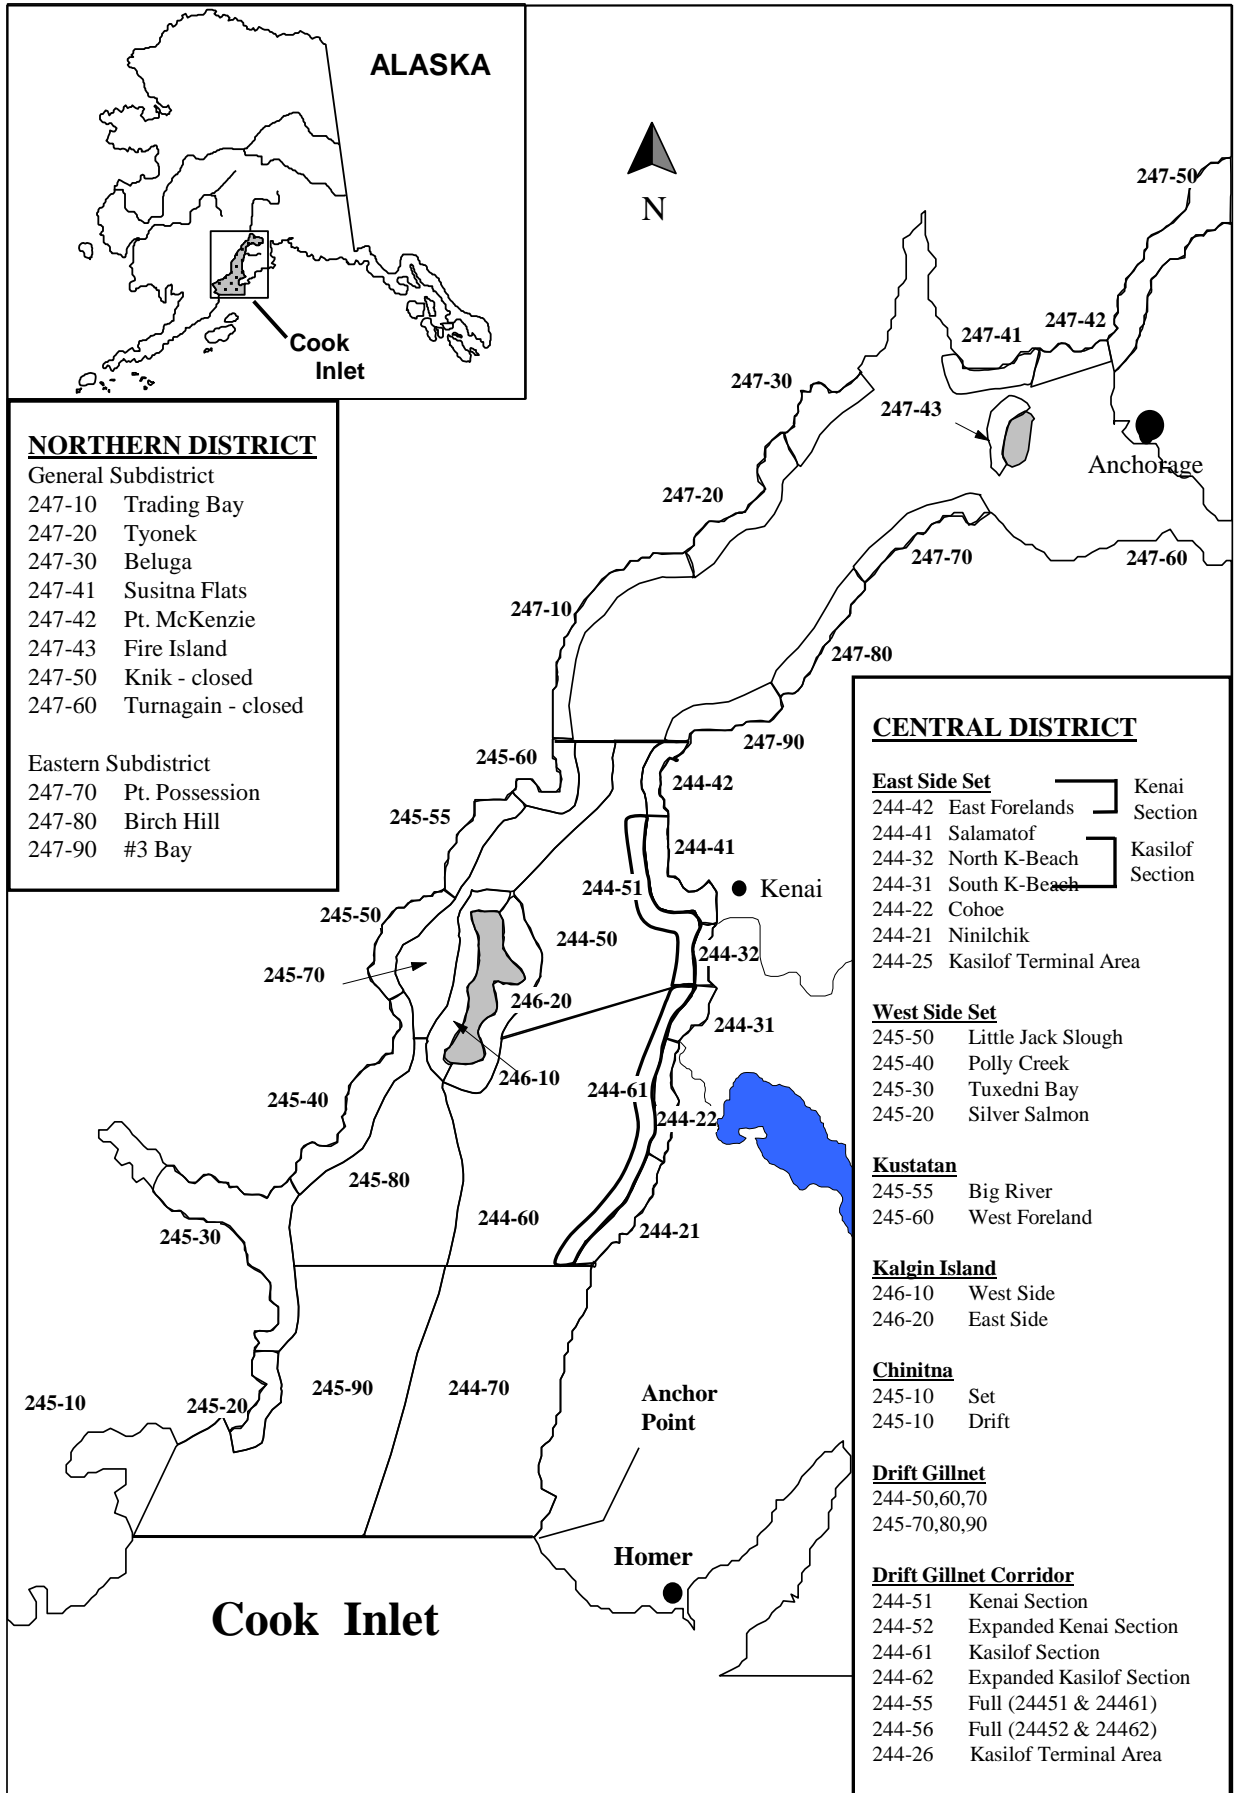 ALASKA
Cook
Inlet
N
NORTHERN DISTRICT
General Subdistrict
247-10 Trading Bay
247-20 Tyonek
247-30 Beluga
247-41 Susitna Flats
247-42 Pt. McKenzie
247-43 Fire Island
247-50 Knik - closed
247-60 Turnagain - closed
Eastern Subdistrict
247-70 Pt. Possession
247-80 Birch Hill
247-90 #3 Bay
247-50
247-42
247-41
247-30
247-43
Anchorage
247-20
247-70
247-60
247-10
247-80
247-90
245-60
244-42
245-55
244-41
244-51
Kenai
245-50
244-50
244-32
245-70
246-20
244-31
246-10
244-61
245-40
244-22
245-80
244-60
244-21
245-30
245-90
244-70
245-10
245-20
Anchor
Point
Homer
Cook Inlet
CENTRAL DISTRICT
East Side Set
Kenai
Section
244-42 East Forelands
244-41 Salamatof
244-32 North K-Beach
Kasilof
Section
244-31 South K-Beach
244-22 Cohoe
244-21 Ninilchik
244-25 Kasilof Terminal Area
West Side Set
245-50 Little Jack Slough
245-40 Polly Creek
245-30 Tuxedni Bay
245-20 Silver Salmon
Kustatan
245-55 Big River
245-60 West Foreland
Kalgin Island
246-10 West Side
246-20 East Side
Chinitna
245-10 Set
245-10 Drift
Drift Gillnet
244-50,60,70
245-70,80,90
Drift Gillnet Corridor
244-51 Kenai Section
244-52 Expanded Kenai Section
244-61 Kasilof Section
244-62 Expanded Kasilof Section
244-55 Full (24451 & 24461)
244-56 Full (24452 & 24462)
244-26 Kasilof Terminal Area